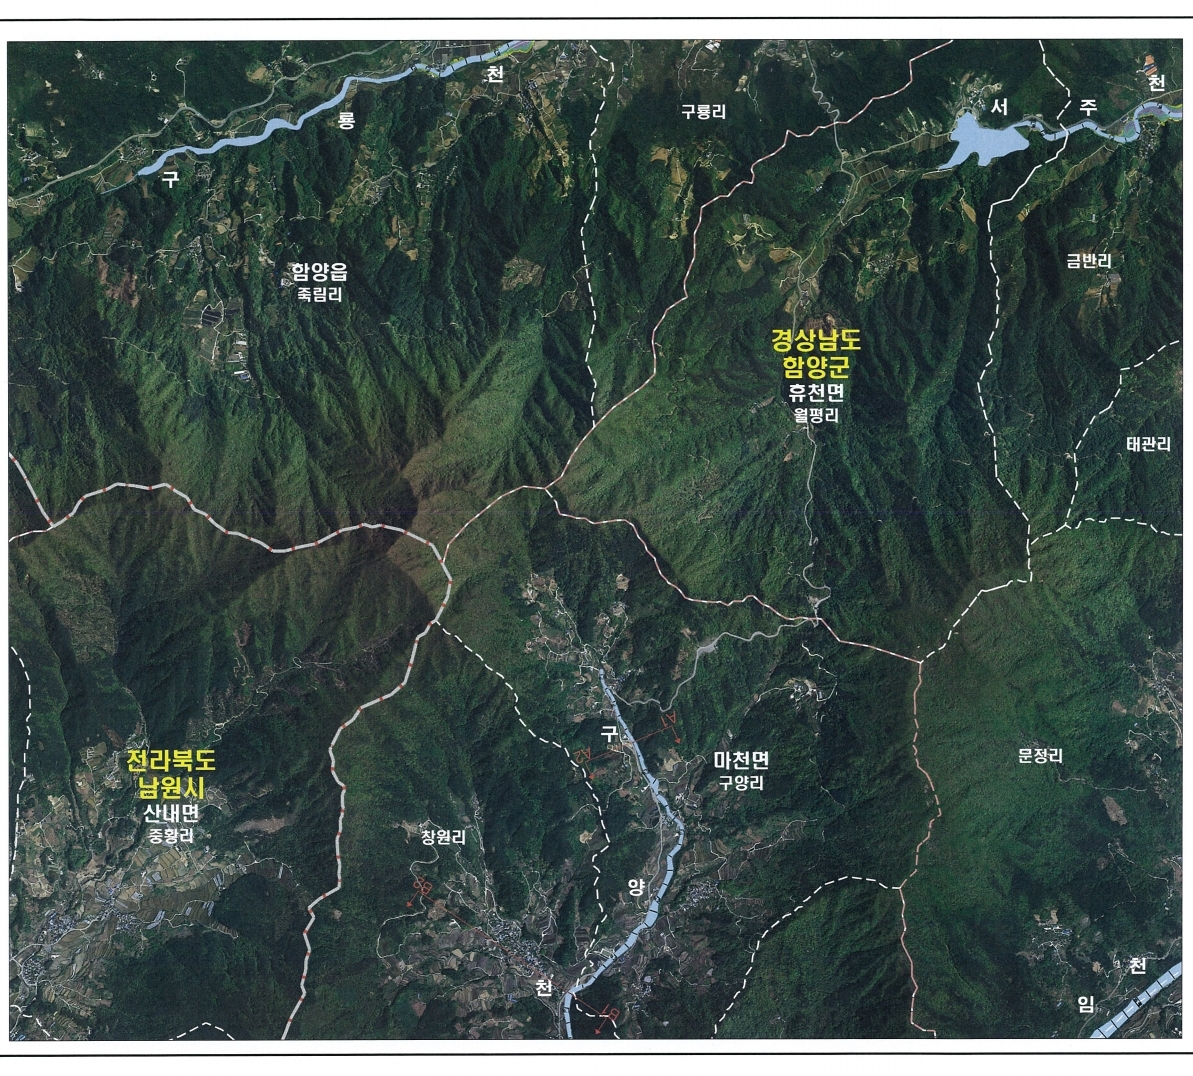 천
룡
구
구룡리
서
주
천
함양읍
죽림리
금반리
경상남도
함양군
휴천면
월평리
태관리
구
마천면
구양리
전라북도
남원시
산내면
중황리
문정리
창원리
양
천
천
임